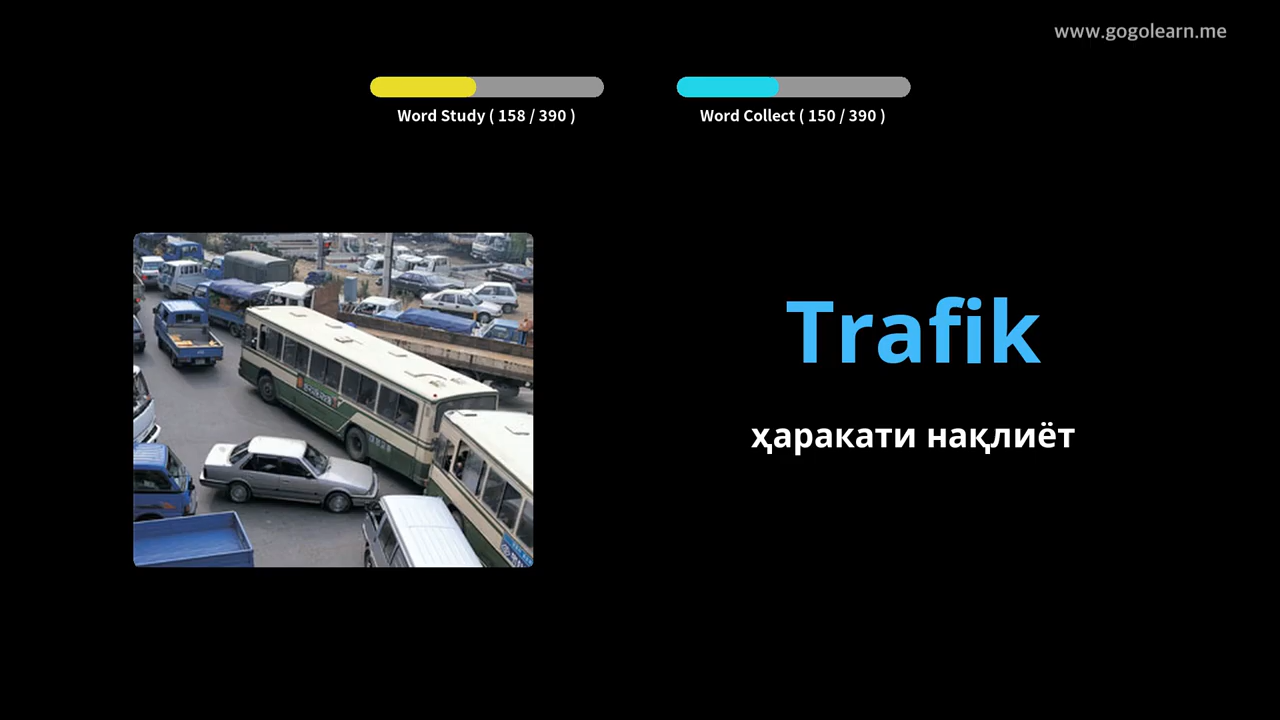 www.gogolearn.me
Word Study ( 158 / 390 )
Word Collect ( 150 / 390 )
Trafik
ҳаракати нақлиёт